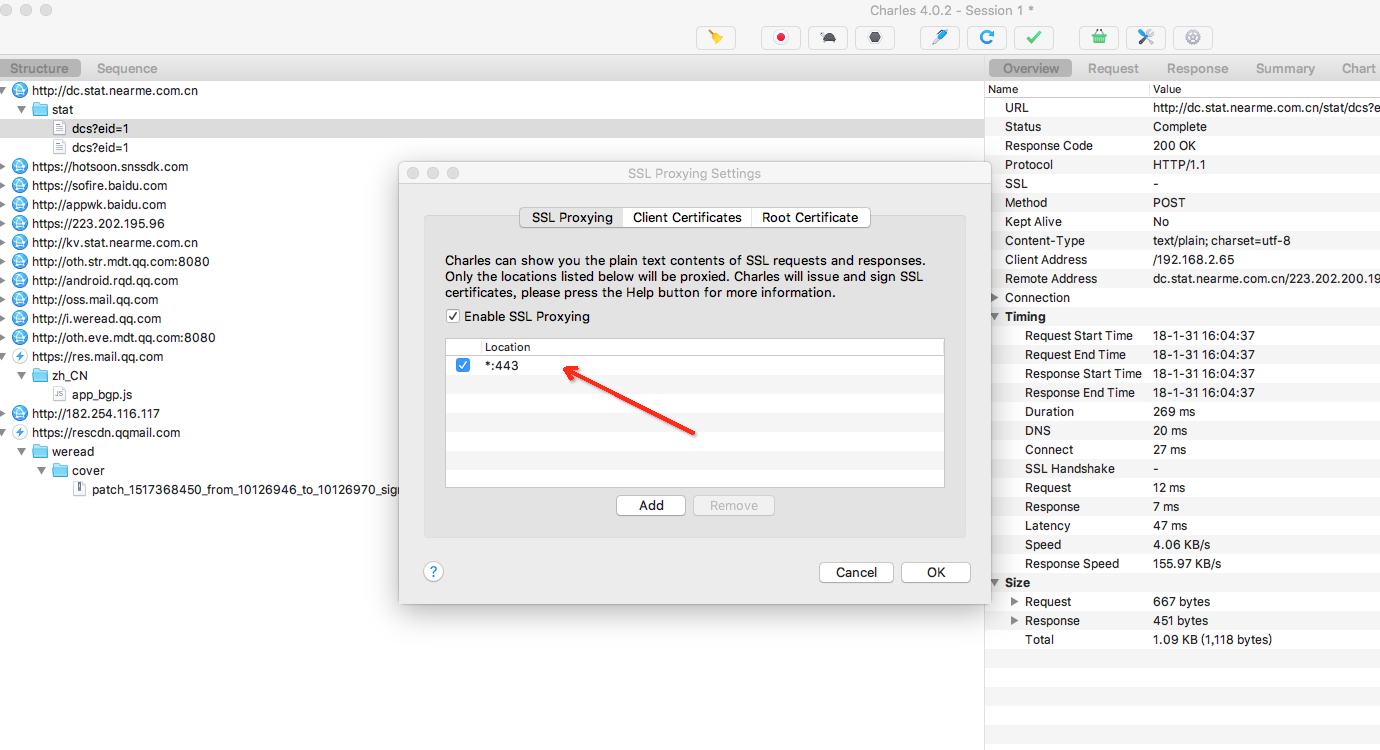 Charles 4.0.2 - Session 1 *
Structure
Sequence
http://dc.stat.nearme.com.cn
stat
dcs?eid=1
dcs?eid=1
https://hotsoon.snssdk.com
https://sofire.baidu.com
http://appwk.baidu.com
https://223.202.195.96
http://kv.stat.nearme.com.cn
http://oth.str.mdt.qq.com:8080
http://android.rqd.qq.com
http://oss.mail.qq.com
http://i.weread.qq.com
http://oth.eve.mdt.qq.com:8080
https://res.mail.qq.com
zh_CN
JS app_bgp.js
http://182.254.116.117
https://rescdn.qqmail.com
weread
cover
patch_1517368450_from_10126946_to_10126970_sign
SSL Proxying Settings
SSL Proxying
Client Certificates
Root Certificate
Charles can show you the plain text contents of SSL requests and responses.
Only the locations listed below will be proxied. Charles will issue and sign SSL
certificates, please press the Help button for more information.
Enable SSL Proxying
Location
*:443
Add
Remove
?
Cancel
OK
Overview
Request
Response
Summary
Chart
Name Value
URL http://dc.stat.nearme.com.cn/stat/dcs?e
Status Complete
Response Code 200 OK
Protocol HTTP/1.1
SSL -
Method POST
Kept Alive No
Content-Type text/plain; charset=utf-8
Client Address /192.168.2.65
Remote Address dc.stat.nearme.com.cn/223.202.200.19
Connection
Timing
Request Start Time 18-1-31 16:04:37
Request End Time 18-1-31 16:04:37
Response Start Time 18-1-31 16:04:37
Response End Time 18-1-31 16:04:37
Duration 269 ms
DNS 20 ms
Connect 27 ms
SSL Handshake -
Request 12 ms
Response 7 ms
Latency 47 ms
Speed 4.06 KB/s
Response Speed 155.97 KB/s
Size
Request 667 bytes
Response 451 bytes
Total 1.09 KB (1,118 bytes)